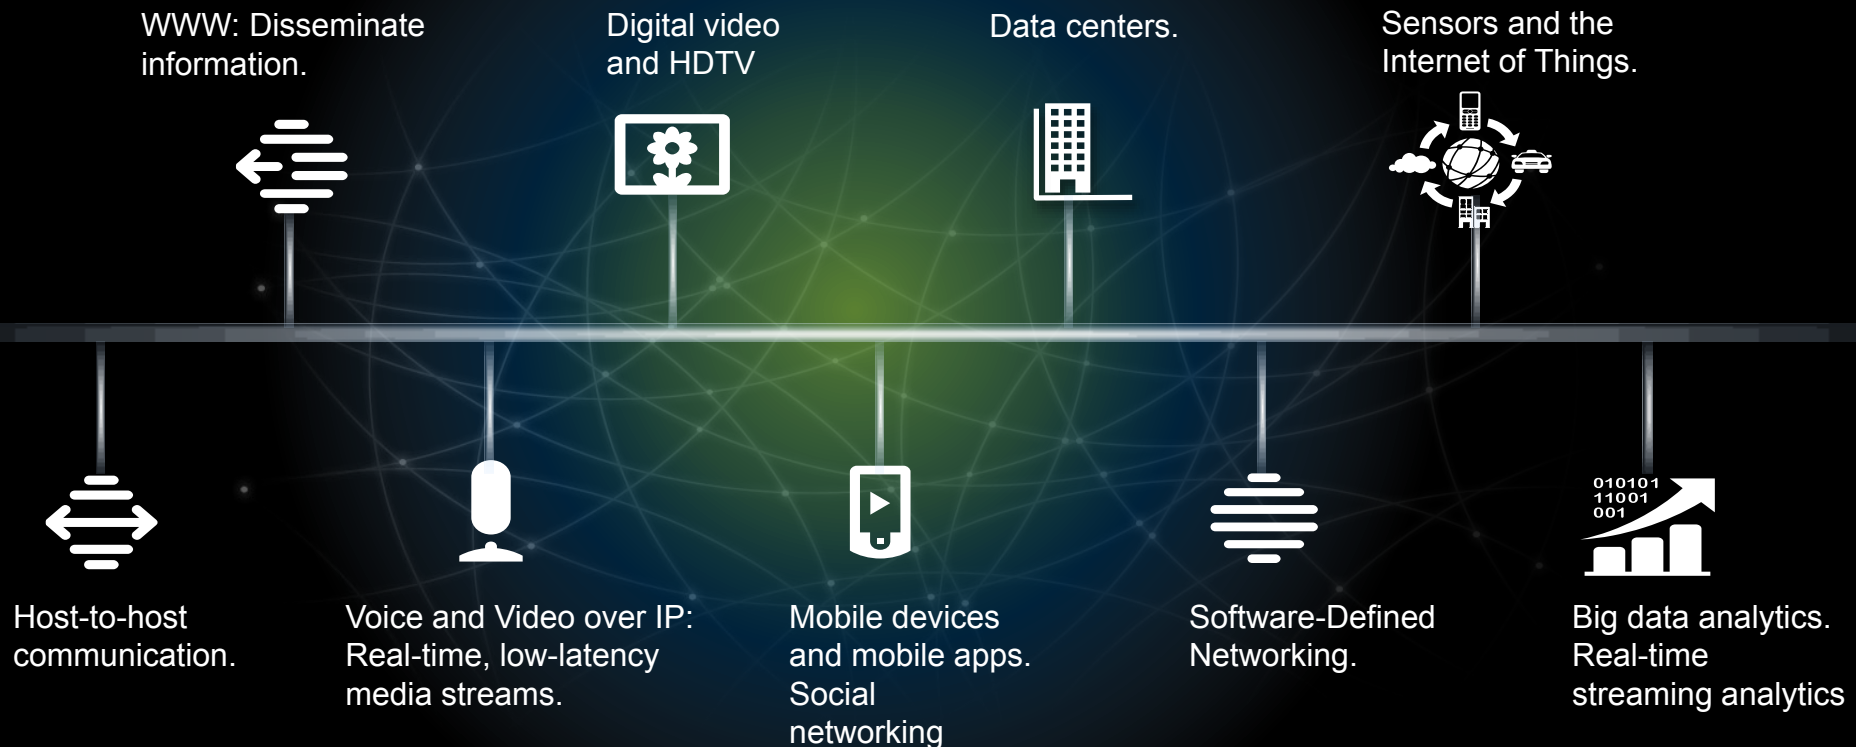 WWW: Disseminate
information.
Digital video
and HDTV
Data centers.
Sensors and the
Internet of Things.
010101
11001
001
Host-to-host
communication.
Voice and Video over IP:
Real-time, low-latency
media streams.
Mobile devices
and mobile apps.
Social
networking
Software-Defined
Networking.
Big data analytics.
Real-time
streaming analytics